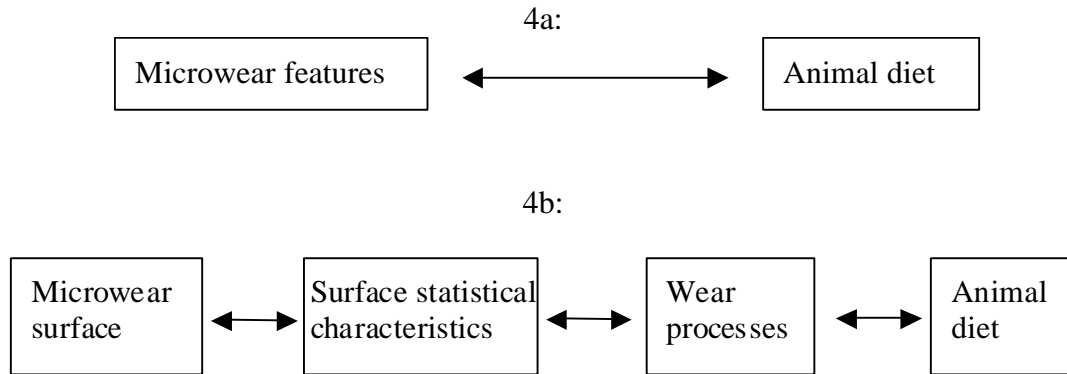 4a:
Microwear features
Animal diet
4b:
Microwear
surface
Surface statistical
characteristics
Wear
processes
Animal
diet